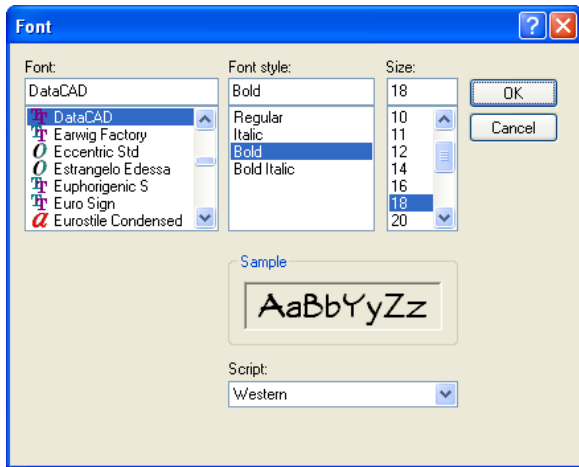 Font
Font:
DataCAD
DataCAD
Earwig Factory
Eccentric Std
Estrangelo Edessa
Euphorigenic S
Euro Sign
Eurostile Condensed
Font style:
Bold
Regular
Italic
Bold
Bold Italic
Size:
18
10
11
12
14
16
18
20
OK
Cancel
Sample
AaBbYyZz
Script:
Western